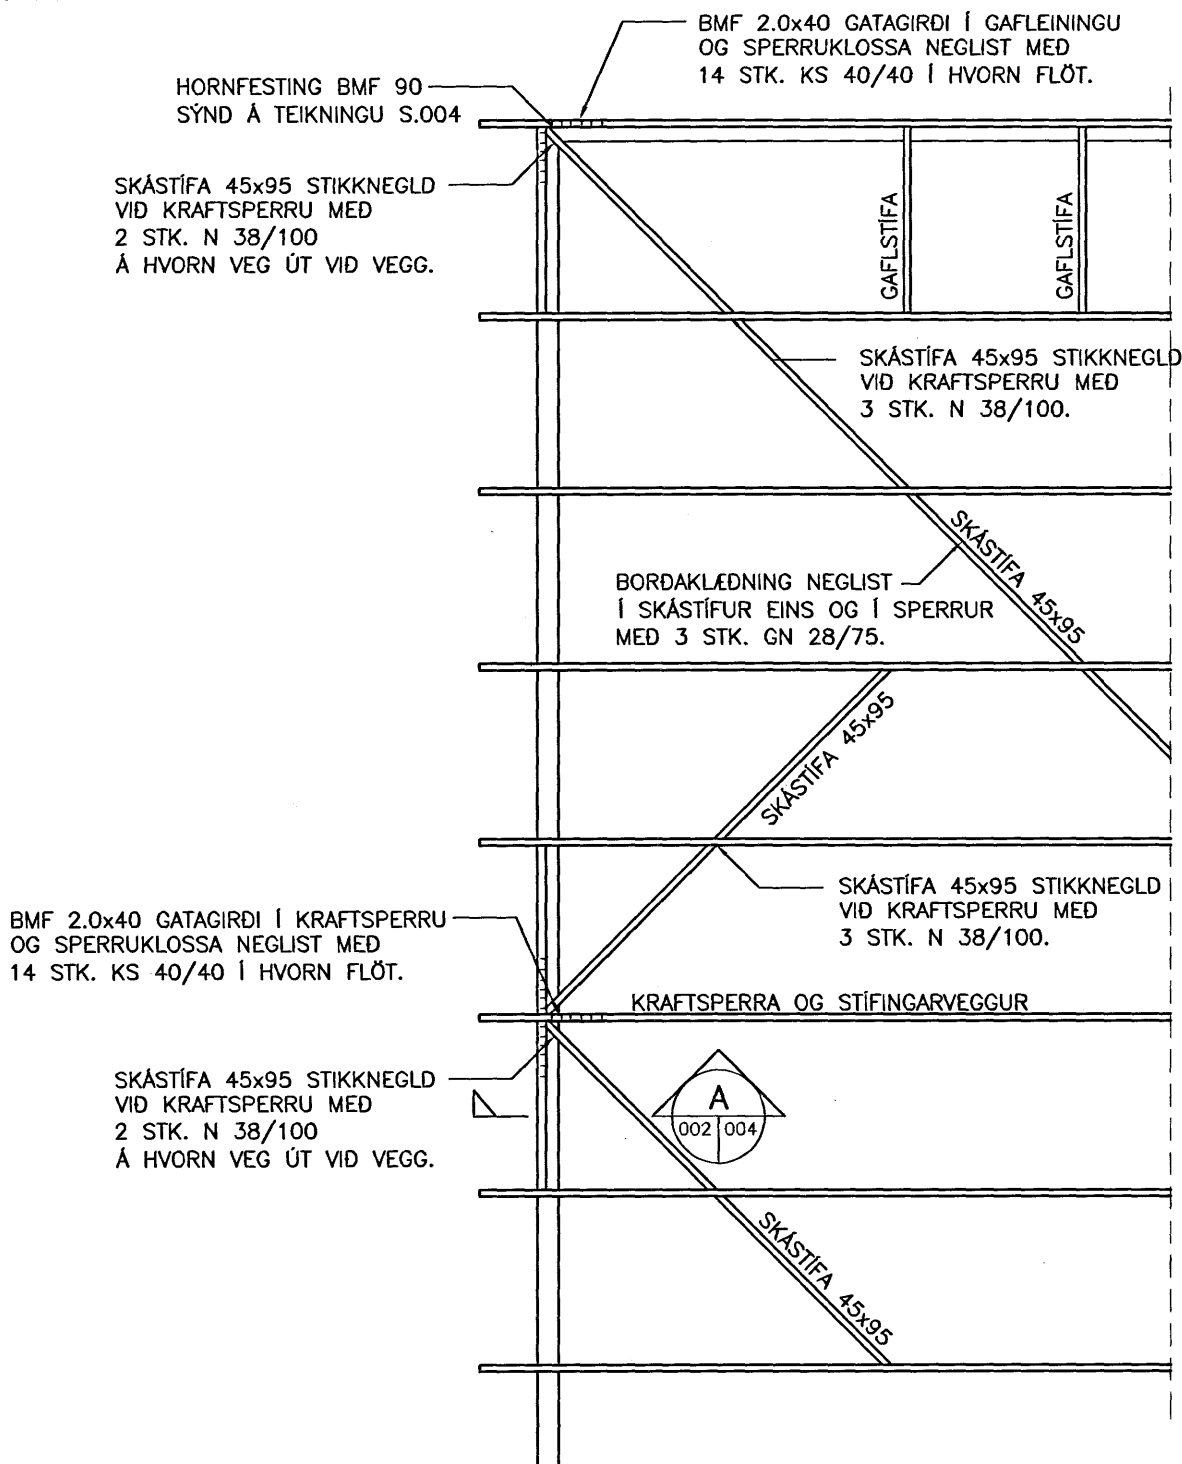 BMF 2.0x40 GATAGIRÐI Í GAFLEININGU
OG SPERRUKLOSSA NEGLIST MEÐ
14 STK. KS 40/40 Í HVORN FLÖT.
HORNFESTING BMF 90
SÝND Á TEIKNINGU S.004
SKÁSTÍFA 45x95 STIKKNEGLD
VIÐ KRAFTSPERRU MEÐ
2 STK. N 38/100
Á HVORN VEG ÚT VIÐ VEGG.
GAFLSTÍFA
GAFLSTÍFA
SKÁSTÍFA 45x95 STIKKNEGLD
VIÐ KRAFTSPERRU MEÐ
3 STK. N 38/100.
SKÁSTÍFA 45x95
BORÐAKLÆÐNING NEGLIST
Í SKÁSTÍFUR EINS OG Í SPERRUR
MEÐ 3 STK. GN 28/75.
SKÁSTÍFA 45x95
SKÁSTÍFA 45x95 STIKKNEGLD
VIÐ KRAFTSPERRU MEÐ
3 STK. N 38/100.
BMF 2.0x40 GATAGIRÐI Í KRAFTSPERRU
OG SPERRUKLOSSA NEGLIST MEÐ
14 STK. KS 40/40 Í HVORN FLÖT.
KRAFTSPERRA OG STÍFINGARVEGGUR
SKÁSTÍFA 45x95 STIKKNEGLD
VIÐ KRAFTSPERRU MEÐ
2 STK. N 38/100
Á HVORN VEG ÚT VIÐ VEGG.
A
002 004
SKÁSTÍFA 45x95